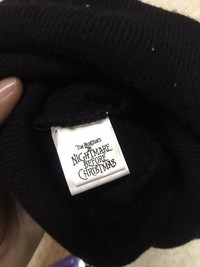 TIM BURTON'S
THE
NIGHTMARE
BEFORE
CHRISTMAS